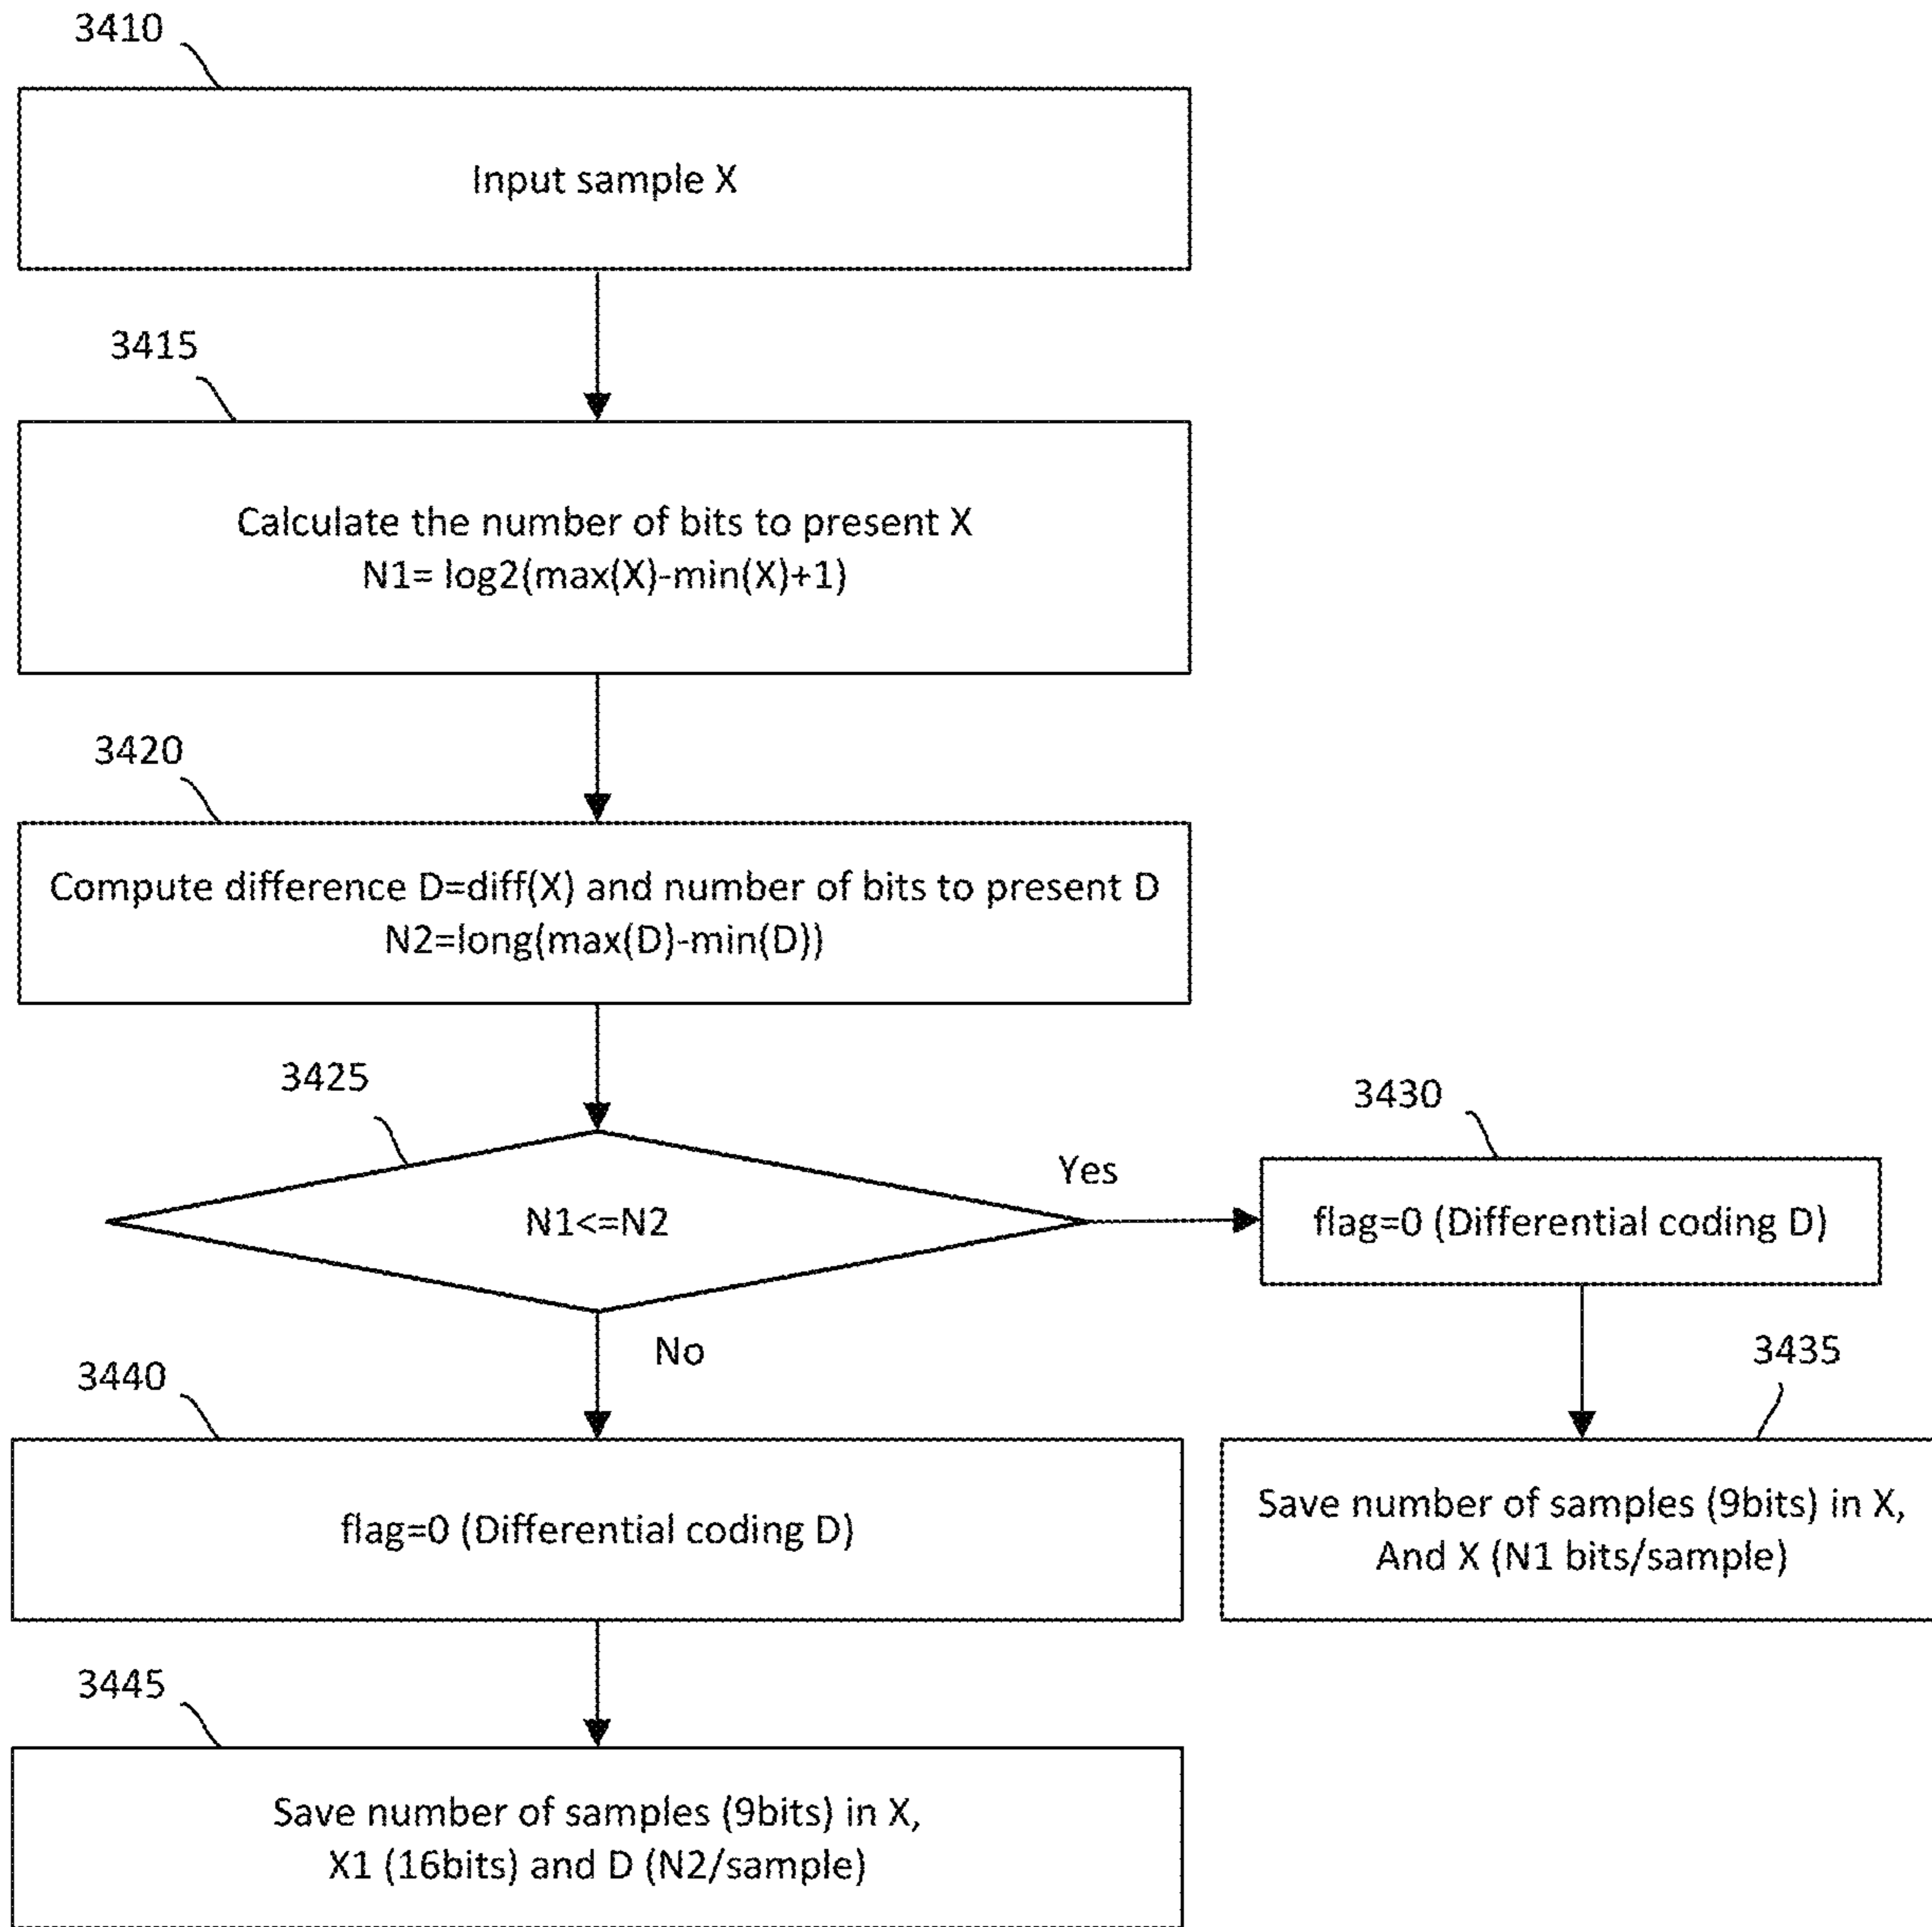 3410
Input sample X
3415
Calculate the number of bits to present X
N1= log2(max(X)-min(X)+1)
3420
Compute difference D=diff(X) and number of bits to present D
N2=long(max(D)-min(D))
3425
N1<=N2
Yes
3430
flag=0 (Differential coding D)
No
3435
Save number of samples (9bits) in X,
And X (N1 bits/sample)
3440
flag=0 (Differential coding D)
3445
Save number of samples (9bits) in X,
X1 (16bits) and D (N2/sample)